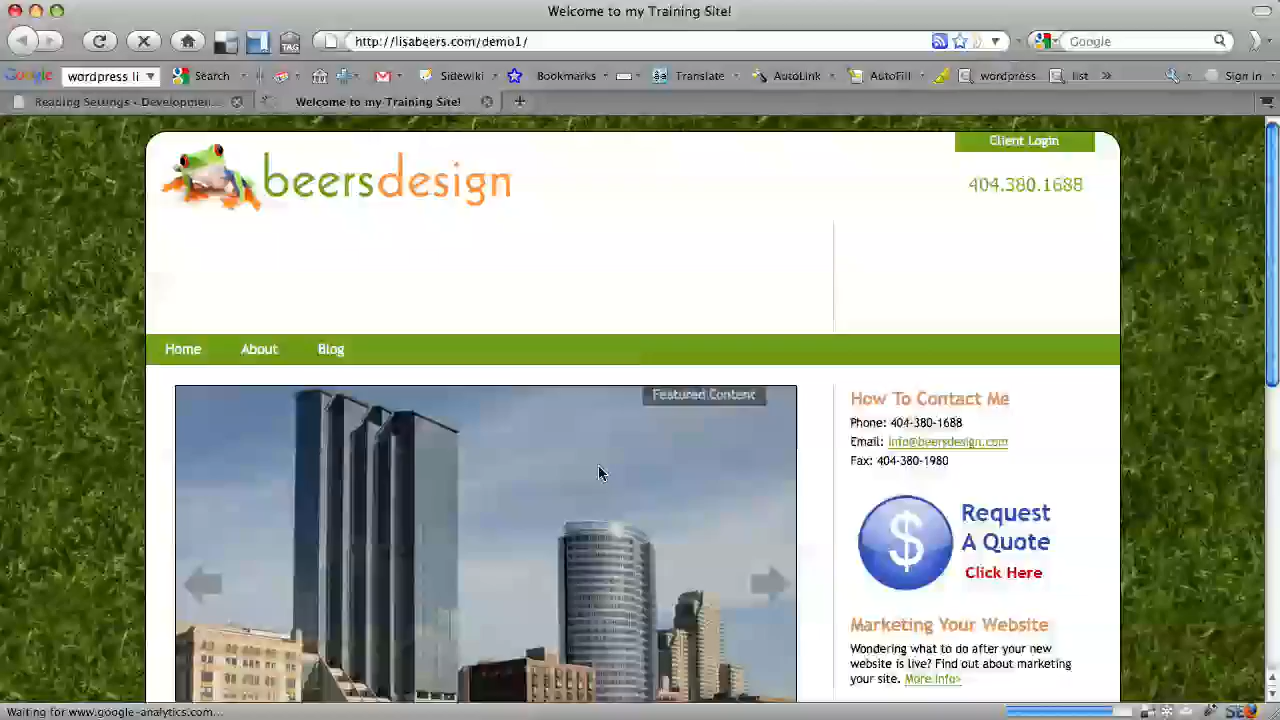 Welcome to my Training Site!
http://lisabeers.com/demo1/
Google
TAG
Google
wordpress li
Search
Sidewiki
Bookmarks
Translate
AutoLink
AutoFill
wordpress
list
»
Sign In
Reading Settings ‹ Developmen...
Welcome to my Training Site!
Client Login
beersdesign
404.380.1688
Home
About
Blog
Featured Content
How To Contact Me
Phone: 404-380-1688
Email: info@beersdesign.com
Fax: 404-380-1980
$
Request
A Quote
Click Here
Marketing Your Website
Wondering what to do after your new
website is live? Find out about marketing
your site. More Info>
Waiting for www.google-analytics.com...